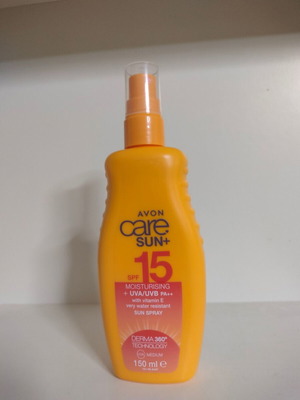 AVON
care
SUN+
SPF 15
MOISTURISING
+ UVA/UVB PA++
with vitamin E
very water resistant
SUN SPRAY
DERMA 360°
TECHNOLOGY
MEDIUM
150 ml e